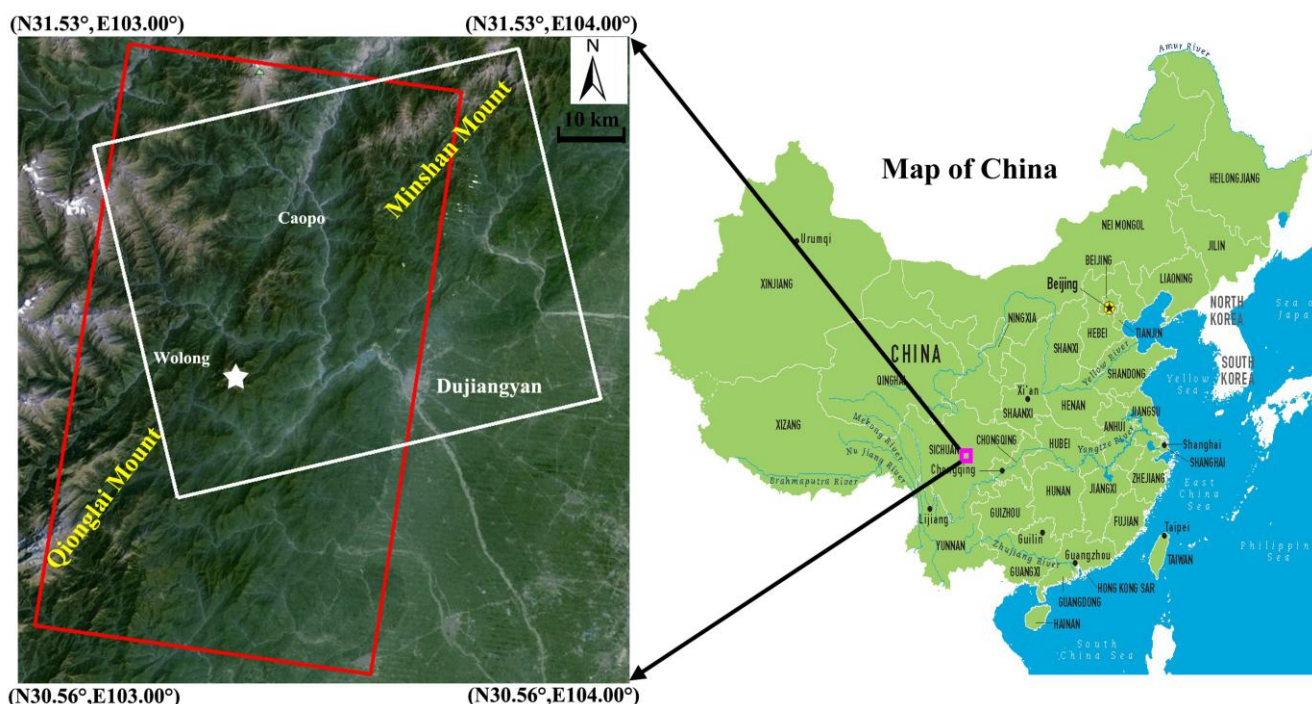 (N31.53°,E103.00°)
(N31.53°,E104.00°)
N
10 km
Minshan Mount
Caopo
Wolong
Dujiangyan
Qionglai Mount
(N30.56°,E103.00°)
(N30.56°,E104.00°)
Map of China
Amur River
HEILONGJIANG
NEI MONGOL
JILIN
Urumqi
BEIJING
LIAONING
XINJIANG
Beijing
NORTH
KOREA
Sea of
Japa
NINGXIA
TIANJIN
HEBEI
CHINA
SHANXI
SOUTH
KOREA
Yellow River
SHANDONG
QINGHAI
Yellow
Sea
Xi'an
HENAN
SHAANXI
JIANGSU
XIZANG
ANHUI
Mekong River
CHONGQING
HUBEI
Yungtze River
Shanghai
SICHUAN
SHANGHAI
Nu Jiang River
Chongqing
ZHEJIANG
Brahmaputra River
JIANGXI
East
China
Sea
HUNAN
GUIZHOU
Lijiang
FUJIAN
Taipei
Guilin
YUNNAN
Zhujiang River
Guangzhou
TAIWAN
Philippin
Sea
GUANGXI
HONG KONG SAR
GUANGDONG
HAINAN
South
China Sea